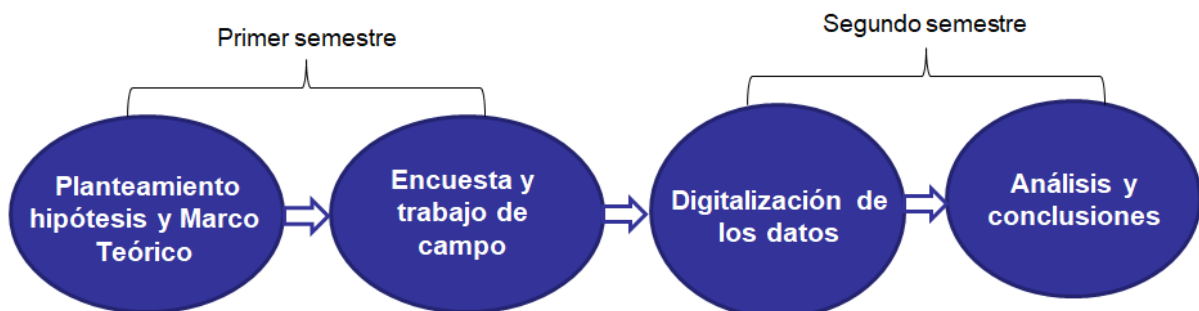 Primer semestre
Segundo semestre
Planteamiento
hipótesis y Marco
Teórico
Encuesta y
trabajo de
campo
Digitalización de
los datos
Análisis y
conclusiones